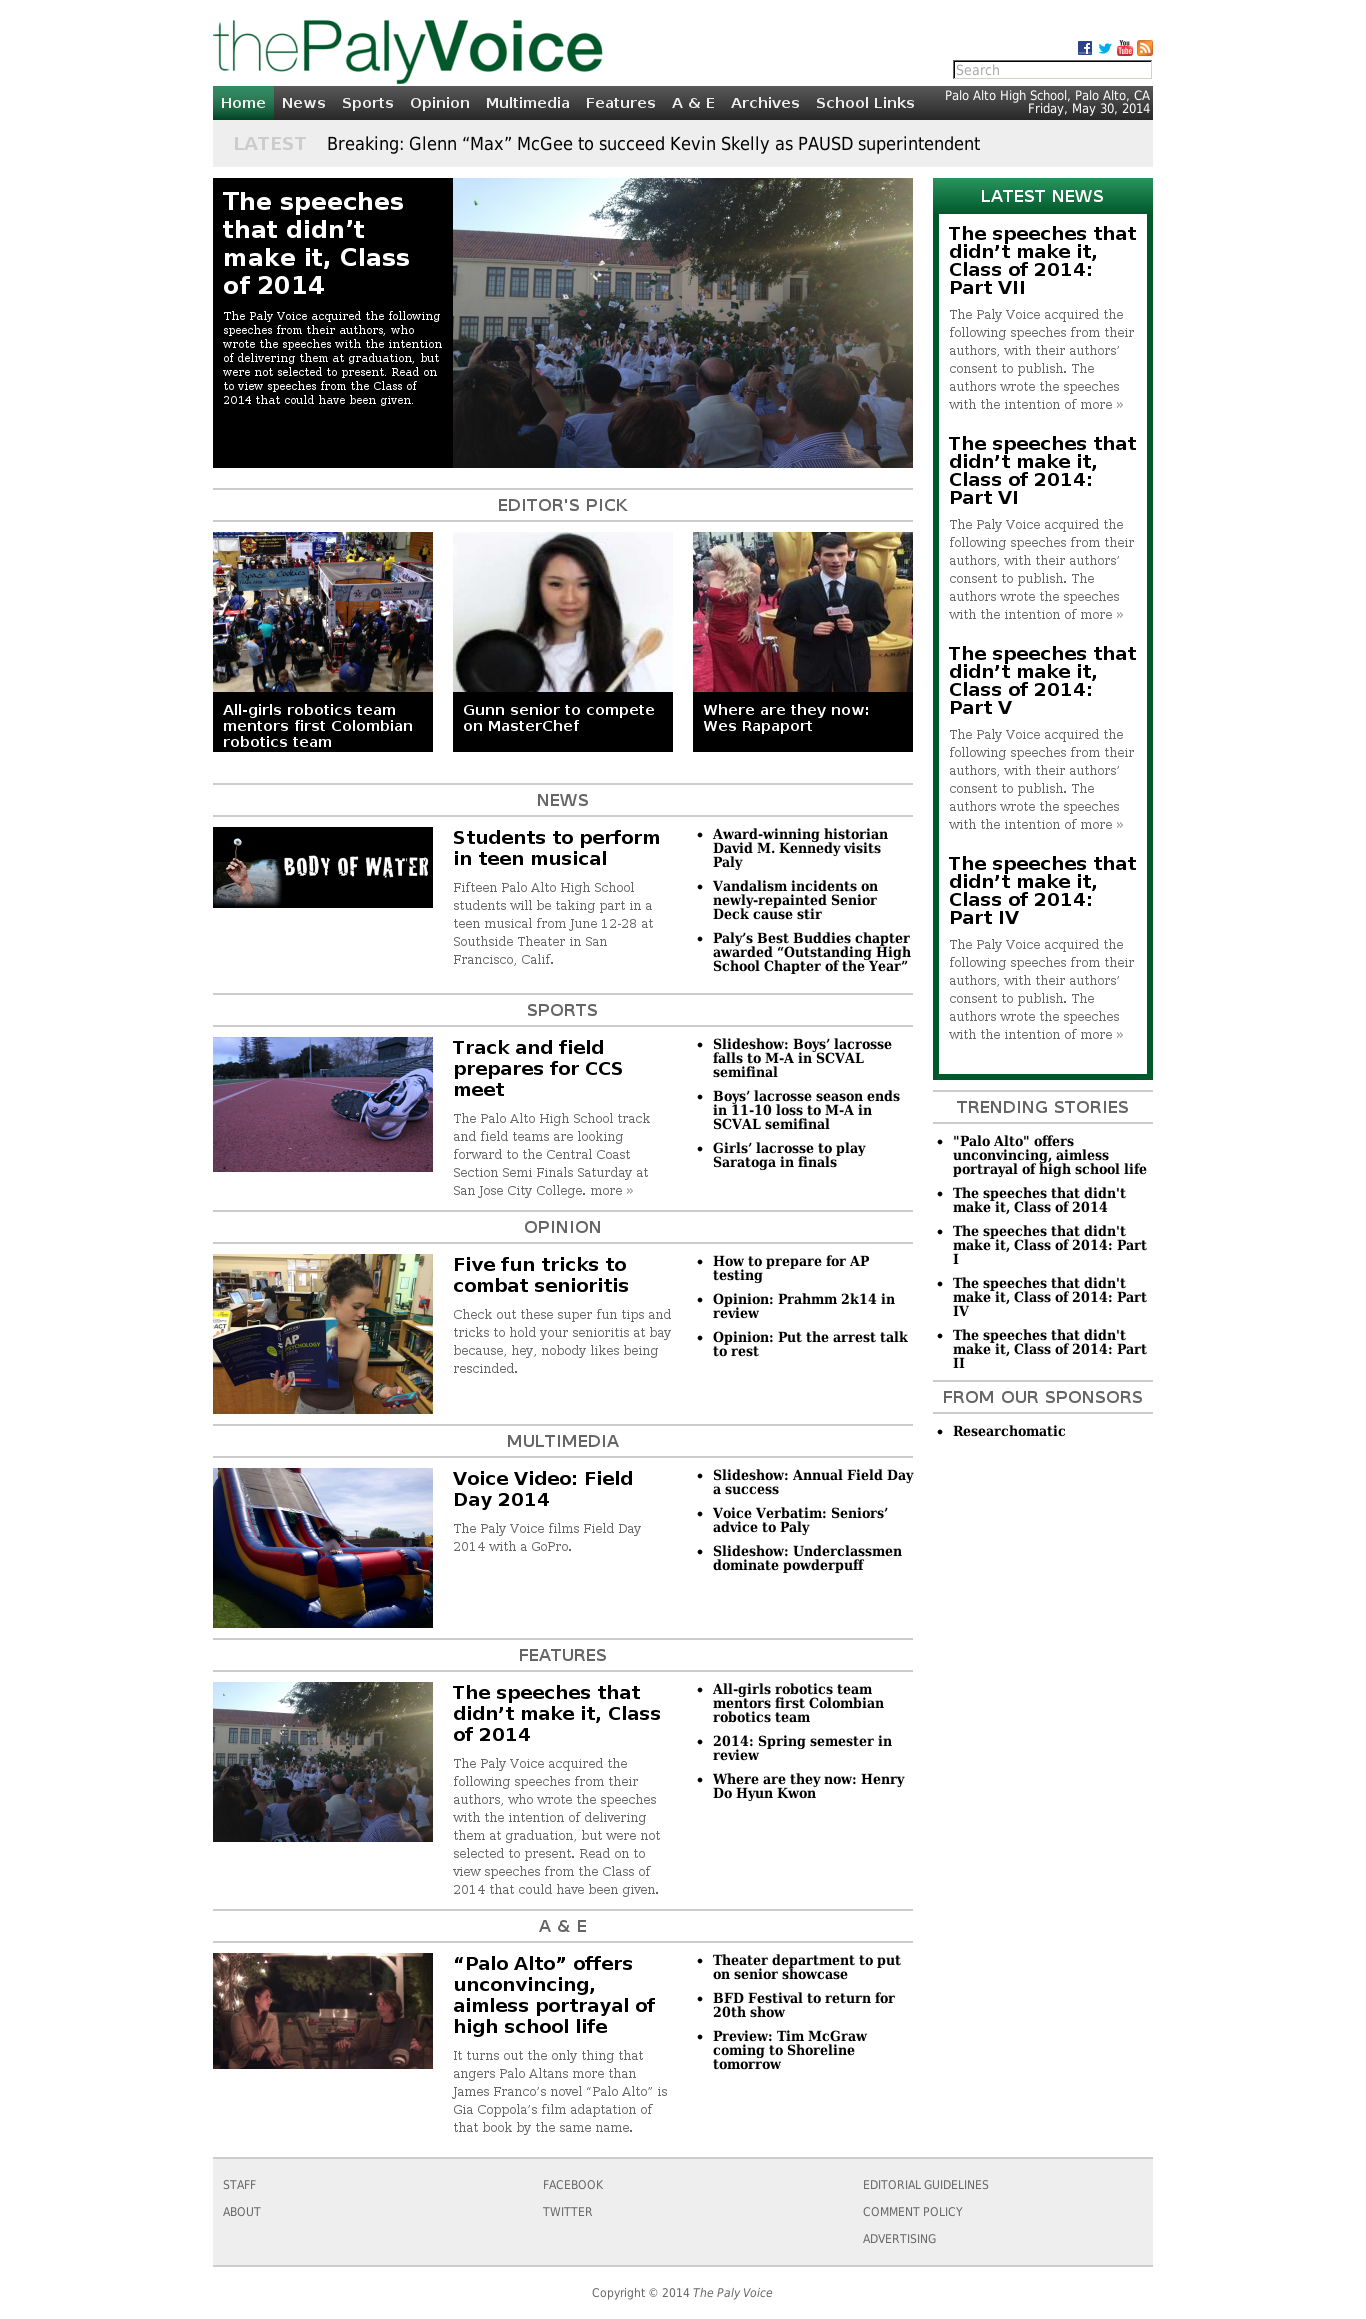 thePalyVoice
Search
Home News Sports Opinion Multimedia Features A & E Archives School Links
Palo Alto High School, Palo Alto, CA
Friday, May 30, 2014
LATEST Breaking: Glenn “Max” McGee to succeed Kevin Skelly as PAUSD superintendent
The speeches
that didn’t
make it, Class
of 2014
The Paly Voice acquired the following
speeches from their authors, who
wrote the speeches with the intention
of delivering them at graduation, but
were not selected to present. Read on
to view speeches from the Class of
2014 that could have been given.
EDITOR'S PICK
Space Cookies
All-girls robotics team
mentors first Colombian
robotics team
Gunn senior to compete
on MasterChef
Where are they now:
Wes Rapaport
NEWS
BODY OF WATER
Students to perform
in teen musical
Fifteen Palo Alto High School
students will be taking part in a
teen musical from June 12-28 at
Southside Theater in San
Francisco, Calif.
Award-winning historian
David M. Kennedy visits
Paly
Vandalism incidents on
newly-repainted Senior
Deck cause stir
Paly’s Best Buddies chapter
awarded “Outstanding High
School Chapter of the Year”
SPORTS
Track and field
prepares for CCS
meet
The Palo Alto High School track
and field teams are looking
forward to the Central Coast
Section Semi Finals Saturday at
San Jose City College. more »
Slideshow: Boys’ lacrosse
falls to M-A in SCVAL
semifinal
Boys’ lacrosse season ends
in 11-10 loss to M-A in
SCVAL semifinal
Girls’ lacrosse to play
Saratoga in finals
OPINION
AP
PSYCHOLOGY
Five fun tricks to
combat senioritis
Check out these super fun tips and
tricks to hold your senioritis at bay
because, hey, nobody likes being
rescinded.
How to prepare for AP
testing
Opinion: Prahmm 2k14 in
review
Opinion: Put the arrest talk
to rest
MULTIMEDIA
Voice Video: Field
Day 2014
The Paly Voice films Field Day
2014 with a GoPro.
Slideshow: Annual Field Day
a success
Voice Verbatim: Seniors’
advice to Paly
Slideshow: Underclassmen
dominate powderpuff
FEATURES
The speeches that
didn’t make it, Class
of 2014
The Paly Voice acquired the
following speeches from their
authors, who wrote the speeches
with the intention of delivering
them at graduation, but were not
selected to present. Read on to
view speeches from the Class of
2014 that could have been given.
All-girls robotics team
mentors first Colombian
robotics team
2014: Spring semester in
review
Where are they now: Henry
Do Hyun Kwon
A & E
“Palo Alto” offers
unconvincing,
aimless portrayal of
high school life
It turns out the only thing that
angers Palo Altans more than
James Franco’s novel “Palo Alto” is
Gia Coppola’s film adaptation of
that book by the same name.
Theater department to put
on senior showcase
BFD Festival to return for
20th show
Preview: Tim McGraw
coming to Shoreline
tomorrow
LATEST NEWS
The speeches that
didn’t make it,
Class of 2014:
Part VII
The Paly Voice acquired the
following speeches from their
authors, with their authors’
consent to publish. The
authors wrote the speeches
with the intention of more »
The speeches that
didn’t make it,
Class of 2014:
Part VI
The Paly Voice acquired the
following speeches from their
authors, with their authors’
consent to publish. The
authors wrote the speeches
with the intention of more »
The speeches that
didn’t make it,
Class of 2014:
Part V
The Paly Voice acquired the
following speeches from their
authors, with their authors’
consent to publish. The
authors wrote the speeches
with the intention of more »
The speeches that
didn’t make it,
Class of 2014:
Part IV
The Paly Voice acquired the
following speeches from their
authors, with their authors’
consent to publish. The
authors wrote the speeches
with the intention of more »
TRENDING STORIES
"Palo Alto" offers
unconvincing, aimless
portrayal of high school life
The speeches that didn't
make it, Class of 2014
The speeches that didn't
make it, Class of 2014: Part
I
The speeches that didn't
make it, Class of 2014: Part
IV
The speeches that didn't
make it, Class of 2014: Part
II
FROM OUR SPONSORS
Researchomatic
STAFF
ABOUT
FACEBOOK
TWITTER
EDITORIAL GUIDELINES
COMMENT POLICY
ADVERTISING
Copyright © 2014 The Paly Voice